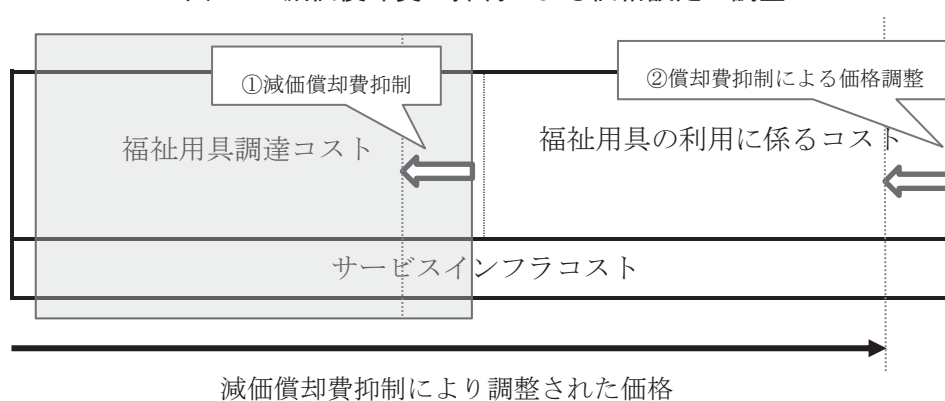 ①減価償却費抑制
②償却費抑制による価格調整
福祉用具調達コスト
福祉用具の利用に係るコスト
サービスインフラコスト
減価償却費抑制により調整された価格